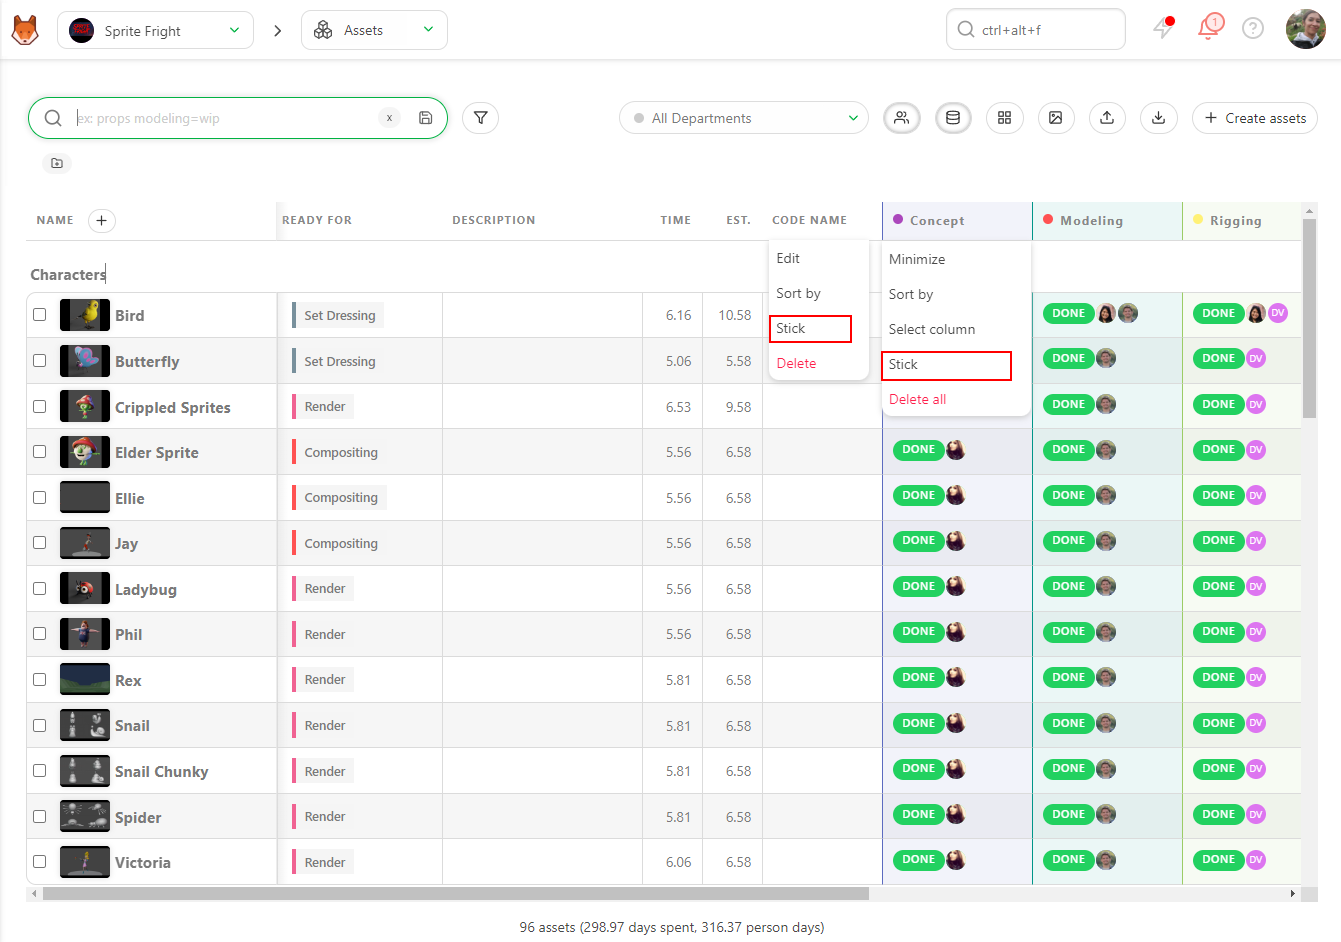 Sprite Fright
Assets
ctrl+alt+f
1
ex: props modeling=wip
x
All Departments
Create assets
NAME
READY FOR
DESCRIPTION
TIME
EST.
CODE NAME
Concept
Modeling
Rigging
Edit
Sort by
Stick
Delete
Minimize
Sort by
Select column
Stick
Delete all
Characters
Bird Set Dressing 6.16 10.58 DONE DONE DV
Butterfly Set Dressing 5.06 5.58 DONE DONE DV
Crippled Sprites Render 6.53 9.58 DONE DONE DV
Elder Sprite Compositing 5.56 6.58 DONE DONE DONE DV
Ellie Compositing 5.56 6.58 DONE DONE DONE DV
Jay Compositing 5.56 6.58 DONE DONE DONE DV
Ladybug Render 5.56 6.58 DONE DONE DONE DV
Phil Render 5.56 6.58 DONE DONE DONE DV
Rex Render 5.81 6.58 DONE DONE DONE DV
Snail Render 5.81 6.58 DONE DONE DONE DV
Snail Chunky Render 5.81 6.58 DONE DONE DONE DV
Spider Render 5.81 6.58 DONE DONE DONE DV
Victoria Render 6.06 6.58 DONE DONE DONE DV
96 assets (298.97 days spent, 316.37 person days)